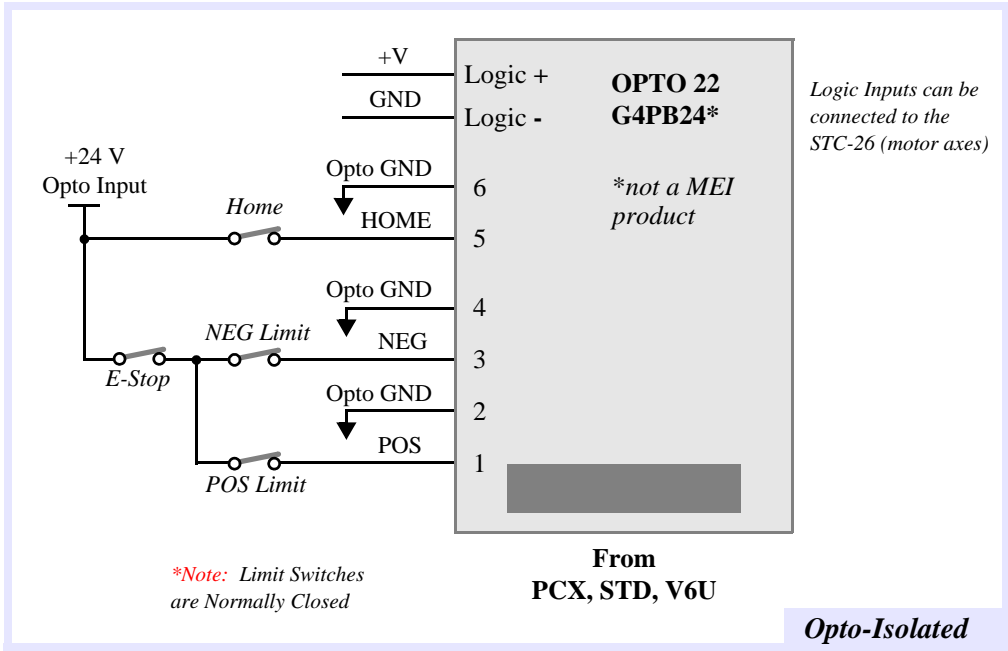 +V
Logic +
OPTO 22
G4PB24*
GND
Logic -
Logic Inputs can be
connected to the
STC-26 (motor axes)
+24 V
Opto Input
Opto GND
6
*not a MEI
product
Home
HOME
5
Opto GND
4
NEG Limit
NEG
3
E-Stop
Opto GND
2
POS
1
POS Limit
*Note: Limit Switches
are Normally Closed
From
PCX, STD, V6U
Opto-Isolated